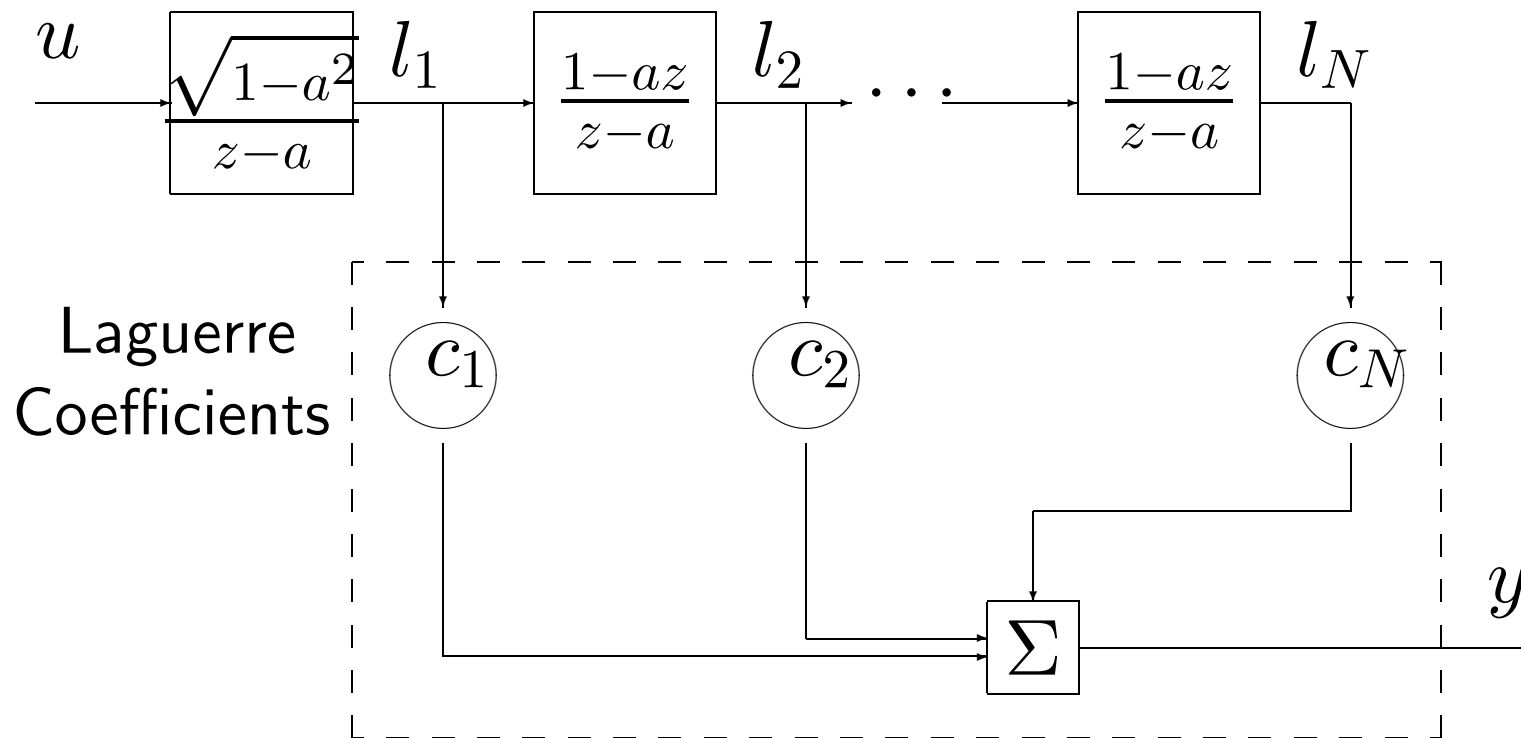 u
√1−a²
z−a
l₁
1−az
z−a
l₂
...
1−az
z−a
l_N
Laguerre
Coefficients
c₁
c₂
c_N
Σ
y